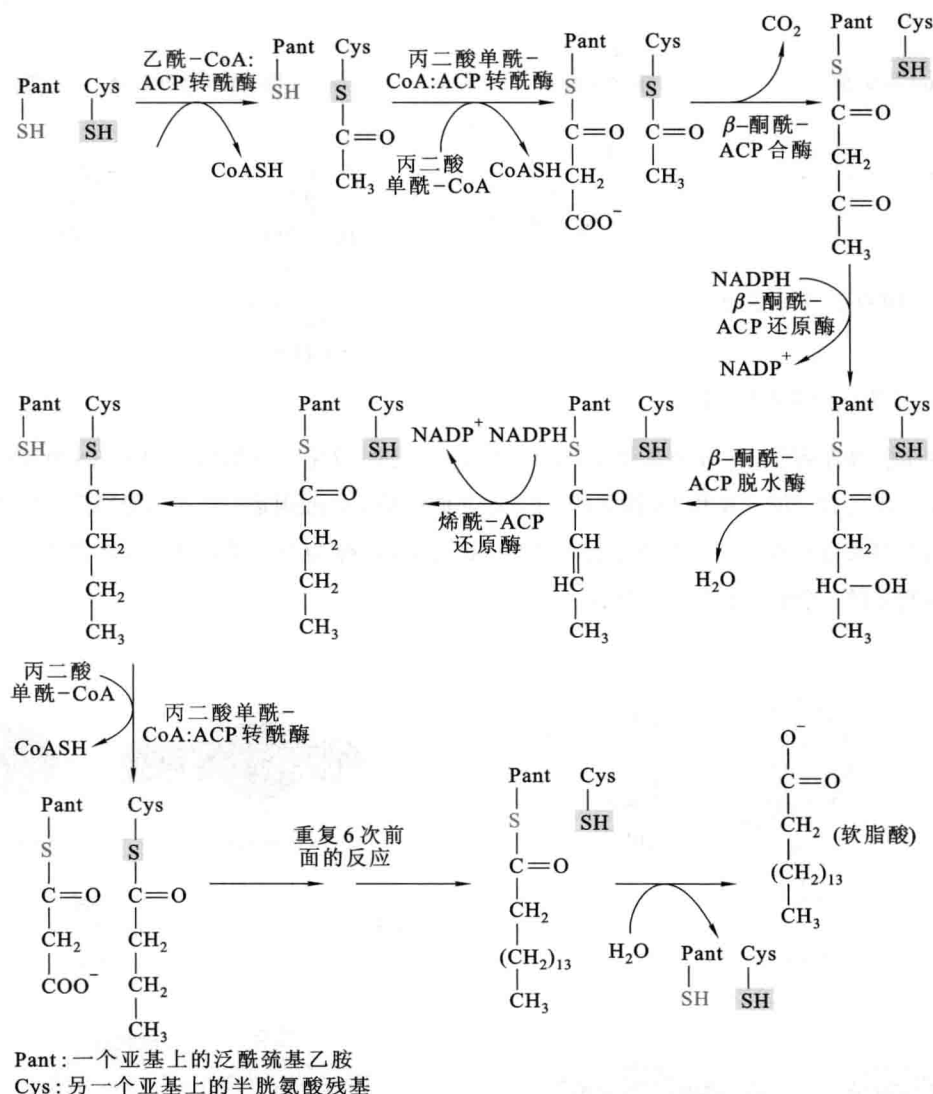 Pant Cys
SH SH
乙酰-CoA:
ACP 转酰酶
CoASH
Pant Cys
SH S
C=O
CH₃
丙二酸单酰-
CoA:ACP 转酰酶
丙二酸
单酰-CoA
CoASH
Pant Cys
S S
C=O C=O
CH₂ CH₃
COO⁻
CO₂
β-酮酰-
ACP 合酶
Pant Cys
S SH
C=O
CH₂
C=O
CH₃
NADPH
β-酮酰-
ACP 还原酶
NADP⁺
Pant Cys
S SH
C=O
CH₂
HC—OH
CH₃
β-酮酰-
ACP 脱水酶
H₂O
Pant Cys
S SH
C=O
CH
HC
CH₃
NADP⁺ NADPH
烯酰-ACP
还原酶
Pant Cys
S SH
C=O
CH₂
CH₂
CH₃
Pant Cys
SH S
C=O
CH₂
CH₂
CH₃
丙二酸
单酰-CoA
CoASH
丙二酸单酰-
CoA:ACP 转酰酶
Pant Cys
S S
C=O C=O
CH₂ CH₂
COO⁻ CH₂
CH₃
重复 6 次前
面的反应
Pant Cys
S SH
C=O
CH₂
(CH₂)₁₃
CH₃
H₂O
Pant Cys
SH SH
O⁻
C=O
CH₂ (软脂酸)
(CH₂)₁₃
CH₃
Pant:一个亚基上的泛酰巯基乙胺
Cys:另一个亚基上的半胱氨酸残基